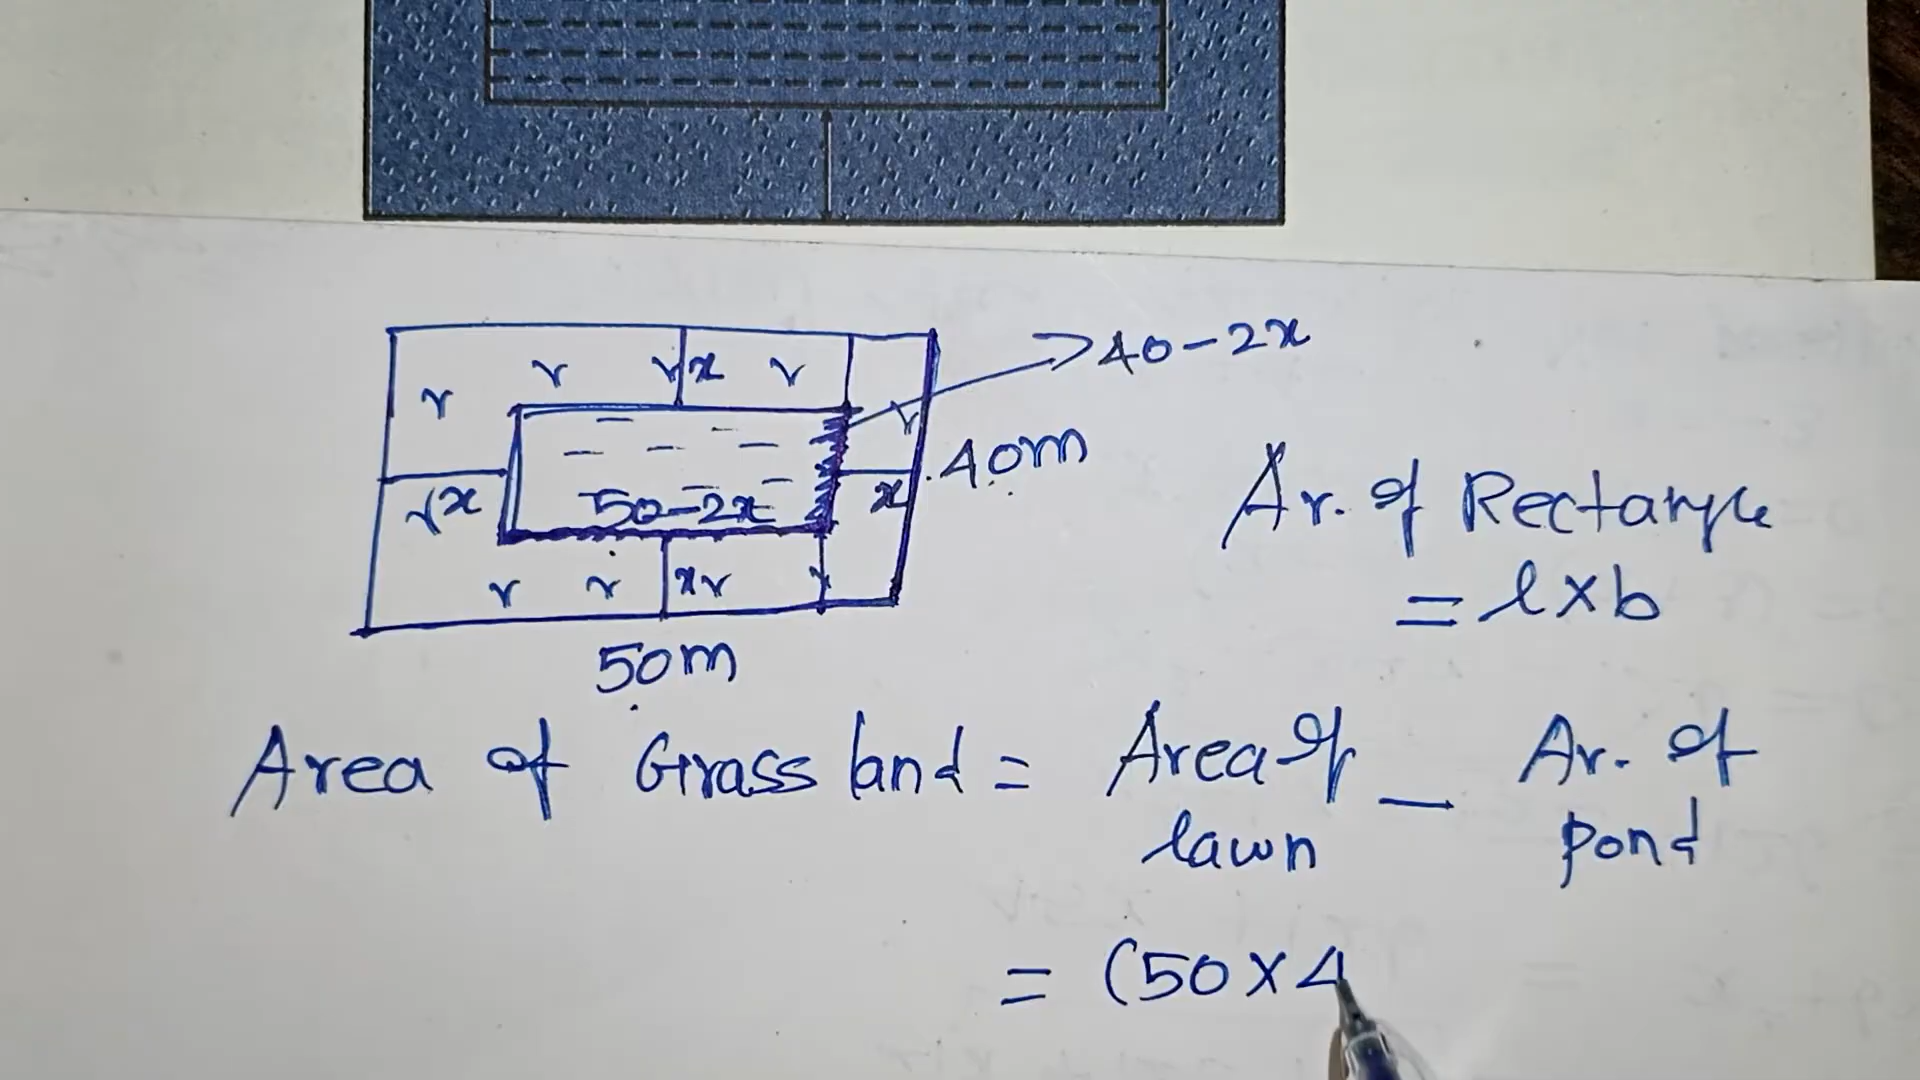 40-2x
x
40m
x
50-2x
x
x
50m
Ar. of Rectangle
= l×b
Area of Grass land = Area of lawn - Ar. of pond
= (50×4